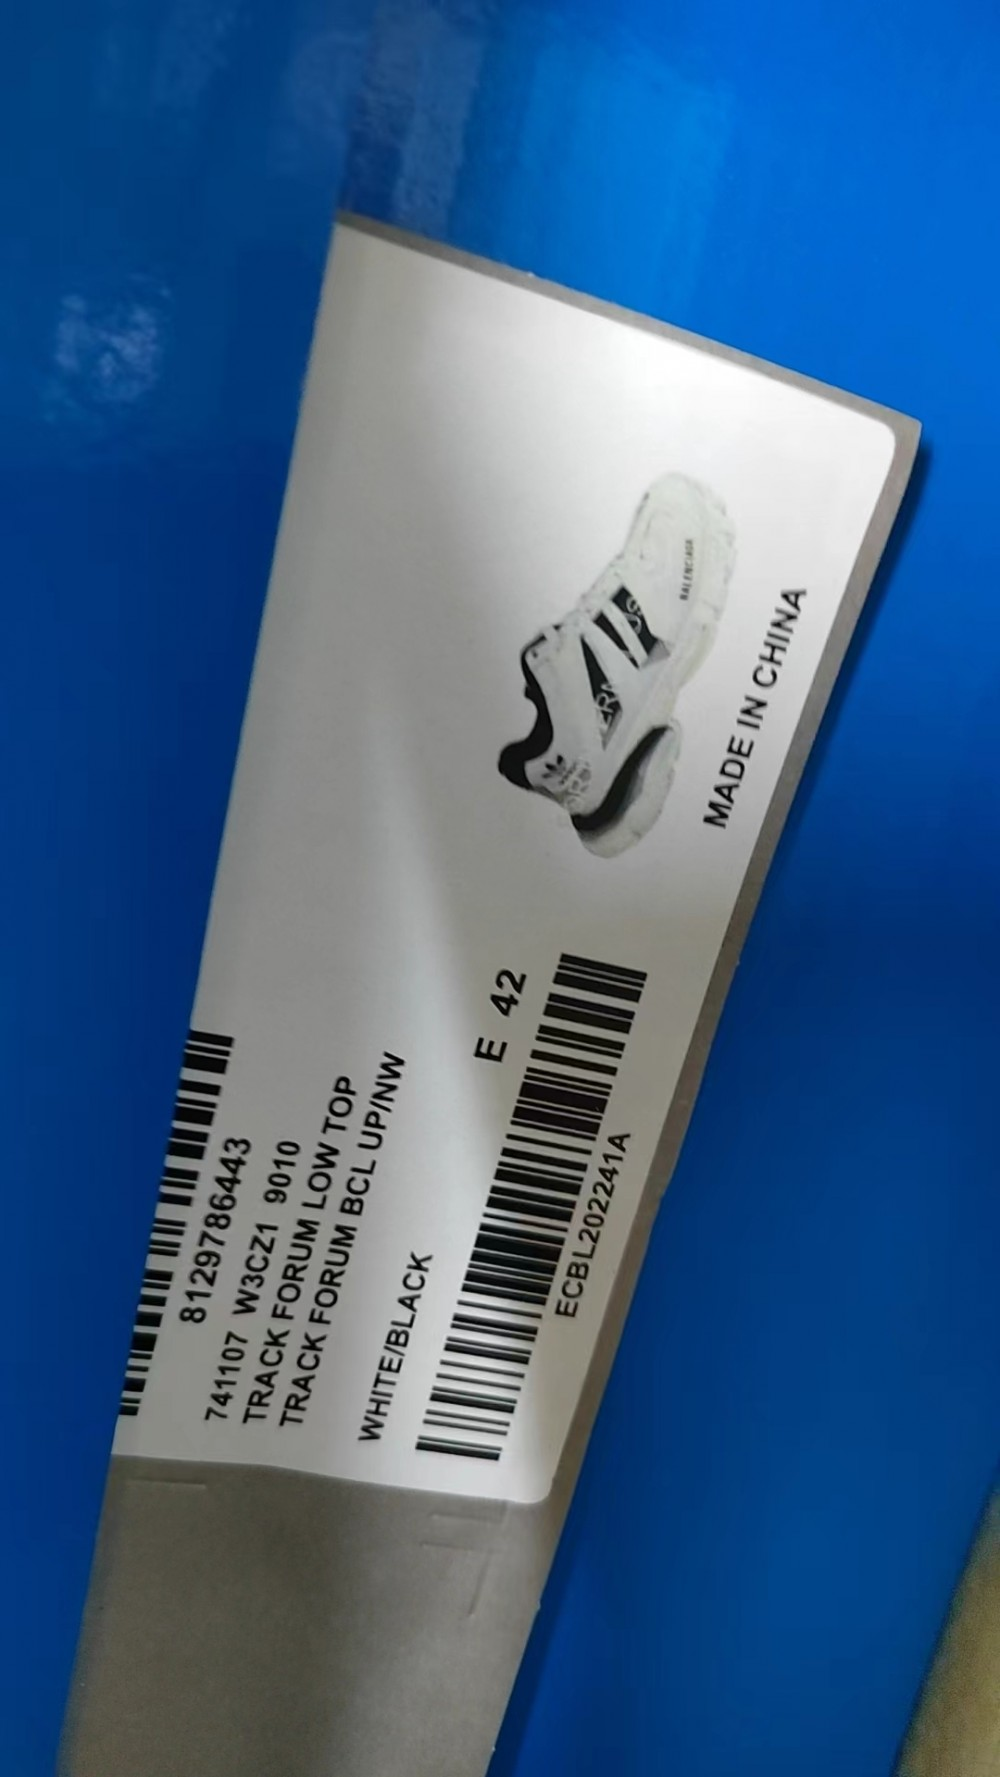 8129786443
741107 W3CZ1 9010
TRACK FORUM LOW TOP
TRACK FORUM BCL UP/NW
WHITE/BLACK
E 42
ECBL202241A
BALENCIAGA
MADE IN CHINA